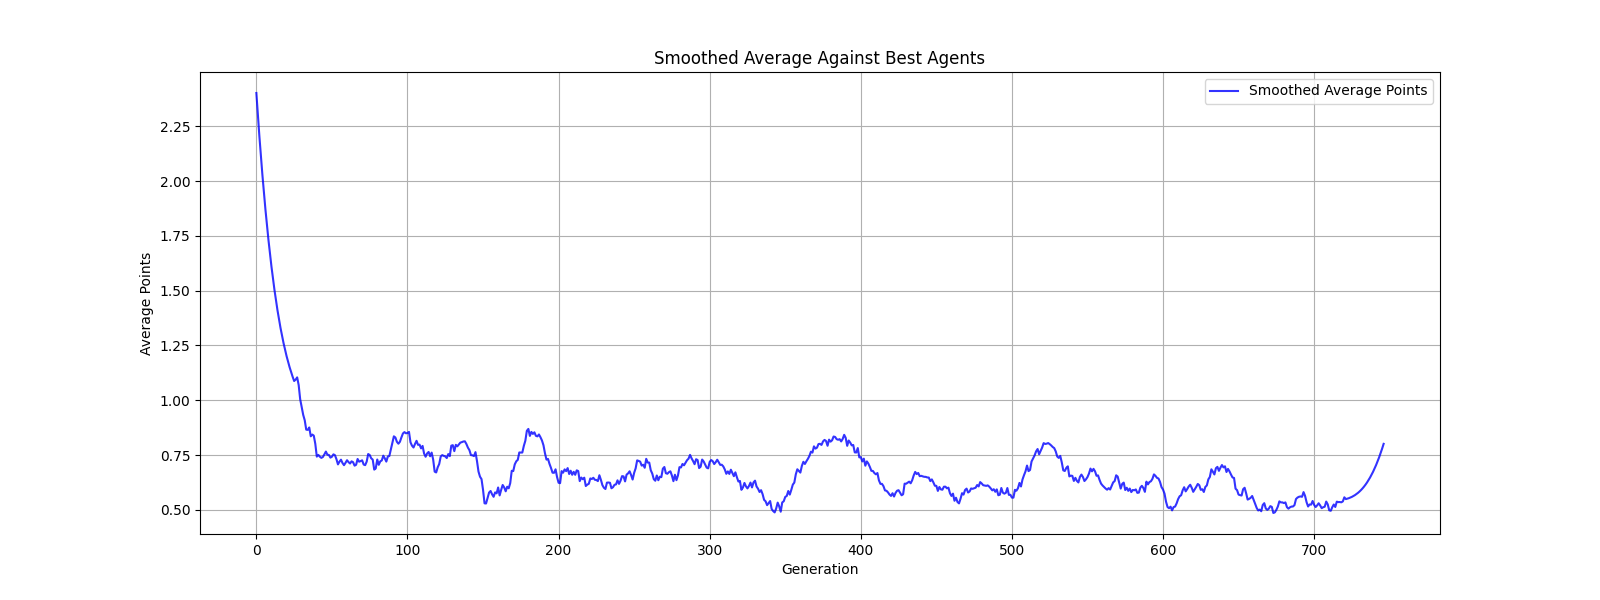 Smoothed Average Against Best Agents
Smoothed Average Points
Average Points
2.25
2.00
1.75
1.50
1.25
1.00
0.75
0.50
0 100 200 300 400 500 600 700
Generation